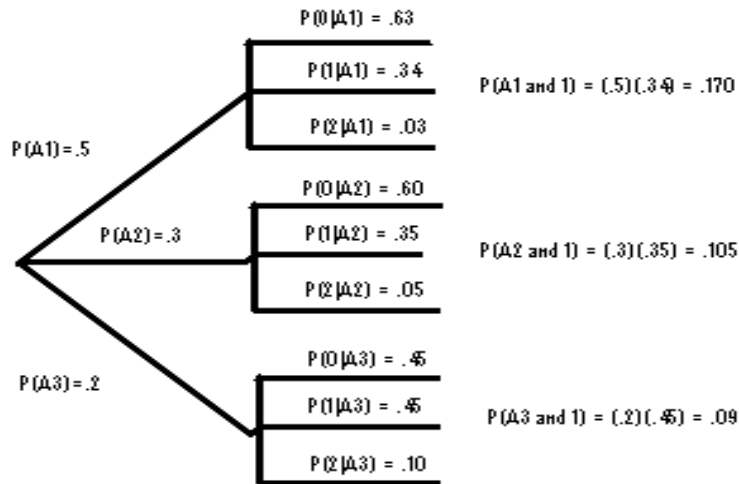 P(0|A1) = .63
P(1|A1) = .34
P(A1 and 1) = (.5)(.34) = .170
P(2|A1) = .03
P(A1) = .5
P(0|A2) = .60
P(A2) = .3
P(1|A2) = .35
P(A2 and 1) = (.3)(.35) = .105
P(2|A2) = .05
P(0|A3) = .45
P(A3) = .2
P(1|A3) = .45
P(A3 and 1) = (.2)(.45) = .09
P(2|A3) = .10